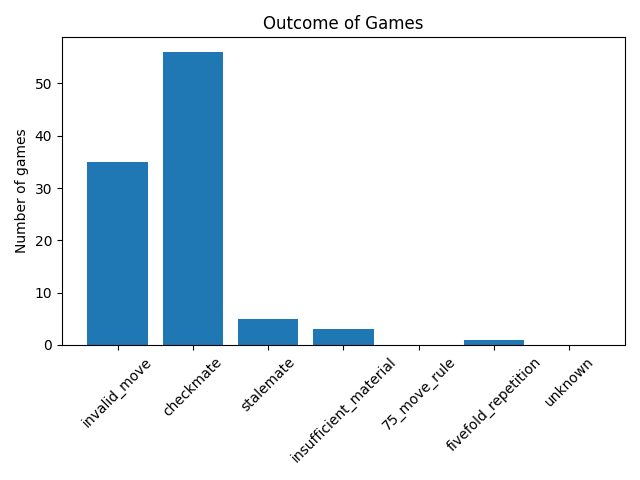 Outcome of Games
Number of games
50
40
30
20
10
0
invalid_move
checkmate
stalemate
insufficient_material
75_move_rule
fivefold_repetition
unknown